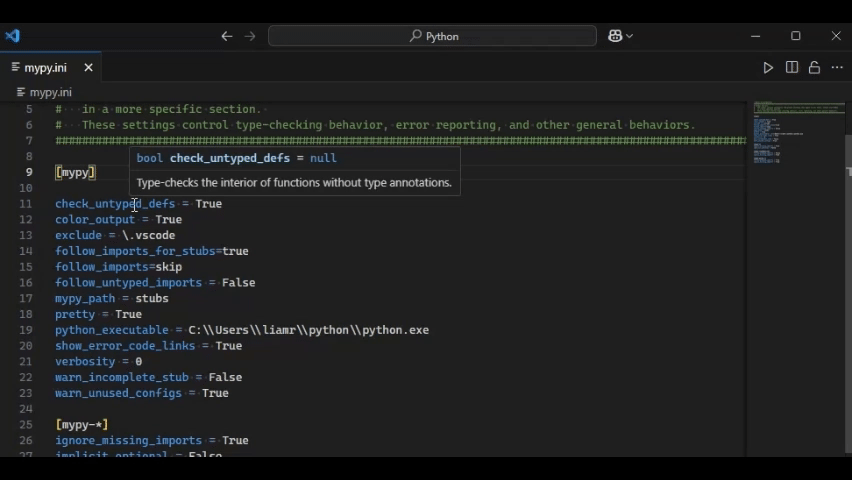 Python
mypy.ini
mypy.ini
5 #   in a more specific section.
6 # These settings control type-checking behavior, error reporting, and other general behaviors.
7 ########################################################################################################
8
bool check_untyped_defs = null
9 [mypy]
Type-checks the interior of functions without type annotations.
10
11 check_untyped_defs = True
12 color_output = True
13 exclude = \.vscode
14 follow_imports_for_stubs=true
15 follow_imports=skip
16 follow_untyped_imports = False
17 mypy_path = stubs
18 pretty = True
19 python_executable = C:\\Users\\liamr\\python\\python.exe
20 show_error_code_links = True
21 verbosity = 0
22 warn_incomplete_stub = False
23 warn_unused_configs = True
24
25 [mypy-*]
26 ignore_missing_imports = True
27 implicit_optional = False